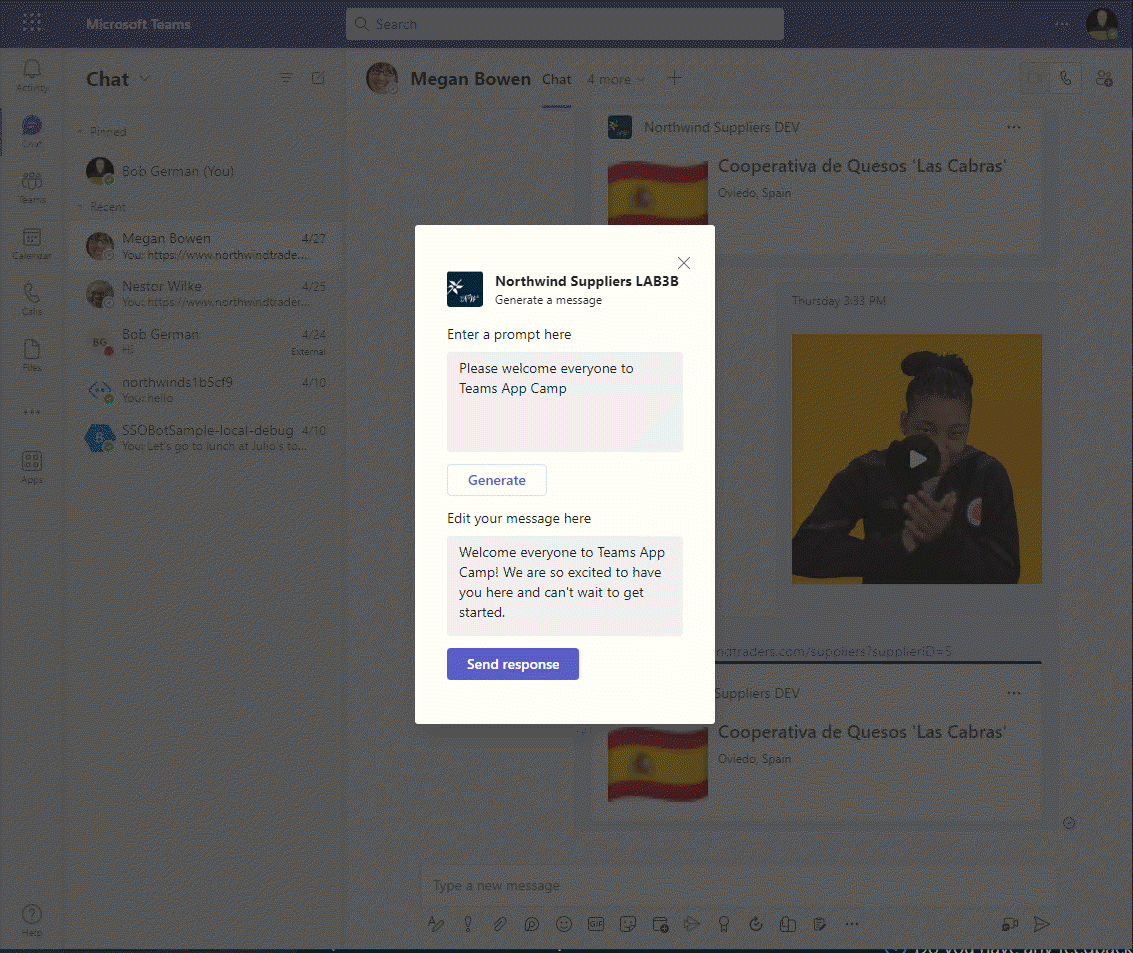 Microsoft Teams
Search
Activity
Chat
Teams
Calendar
Calls
Files
Apps
Help
Chat
Pinned
Bob German (You)
Recent
Megan Bowen 4/27
You: https://www.northwindtrade...
Nestor Wilke 4/25
You: https://www.northwindtrader...
BG
Bob German 4/24
Hi External
northwinds1b5cf9 4/10
You: hello
SSOBotSample-local-debug 4/10
You: Let's go to lunch at Julio's to...
Megan Bowen Chat 4 more
Northwind Suppliers DEV
Cooperativa de Quesos 'Las Cabras'
Oviedo, Spain
Thursday 3:33 PM
ndtraders.com/suppliers?supplierID=5
Suppliers DEV
Cooperativa de Quesos 'Las Cabras'
Oviedo, Spain
Type a new message
GIF
Northwind Suppliers LAB3B
Generate a message
Enter a prompt here
Please welcome everyone to
Teams App Camp
Generate
Edit your message here
Welcome everyone to Teams App
Camp! We are so excited to have
you here and can't wait to get
started.
Send response
Do you have any feedback